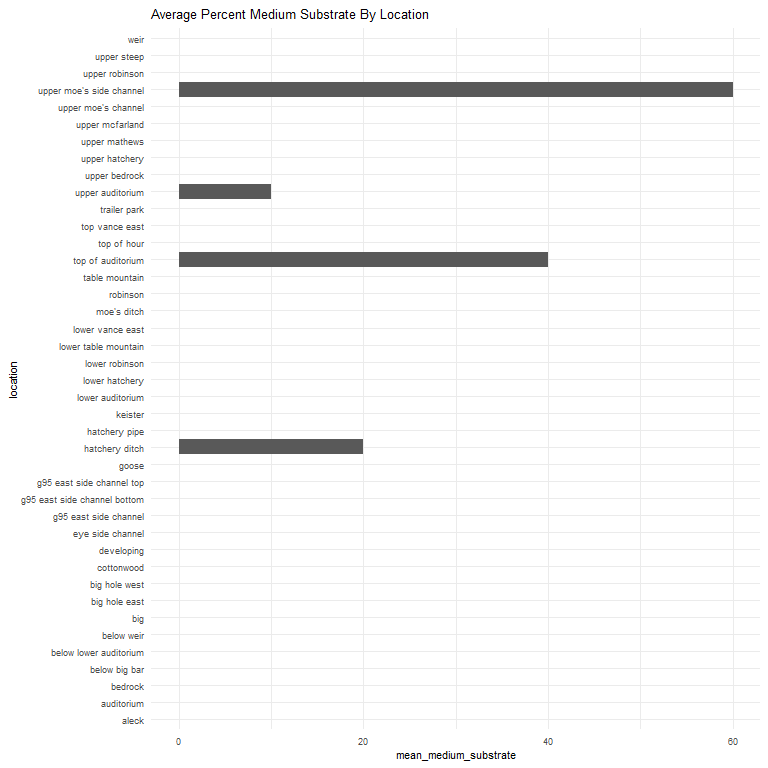 Average Percent Medium Substrate By Location
weir
upper steep
upper robinson
upper moe's side channel
upper moe's channel
upper mcfarland
upper mathews
upper hatchery
upper bedrock
upper auditorium
trailer park
top vance east
top of hour
top of auditorium
table mountain
robinson
moe's ditch
lower vance east
lower table mountain
lower robinson
lower hatchery
lower auditorium
keister
hatchery pipe
hatchery ditch
goose
g95 east side channel top
g95 east side channel bottom
g95 east side channel
eye side channel
developing
cottonwood
big hole west
big hole east
big
below weir
below lower auditorium
below big bar
bedrock
auditorium
aleck
location
0 20 40 60
mean_medium_substrate